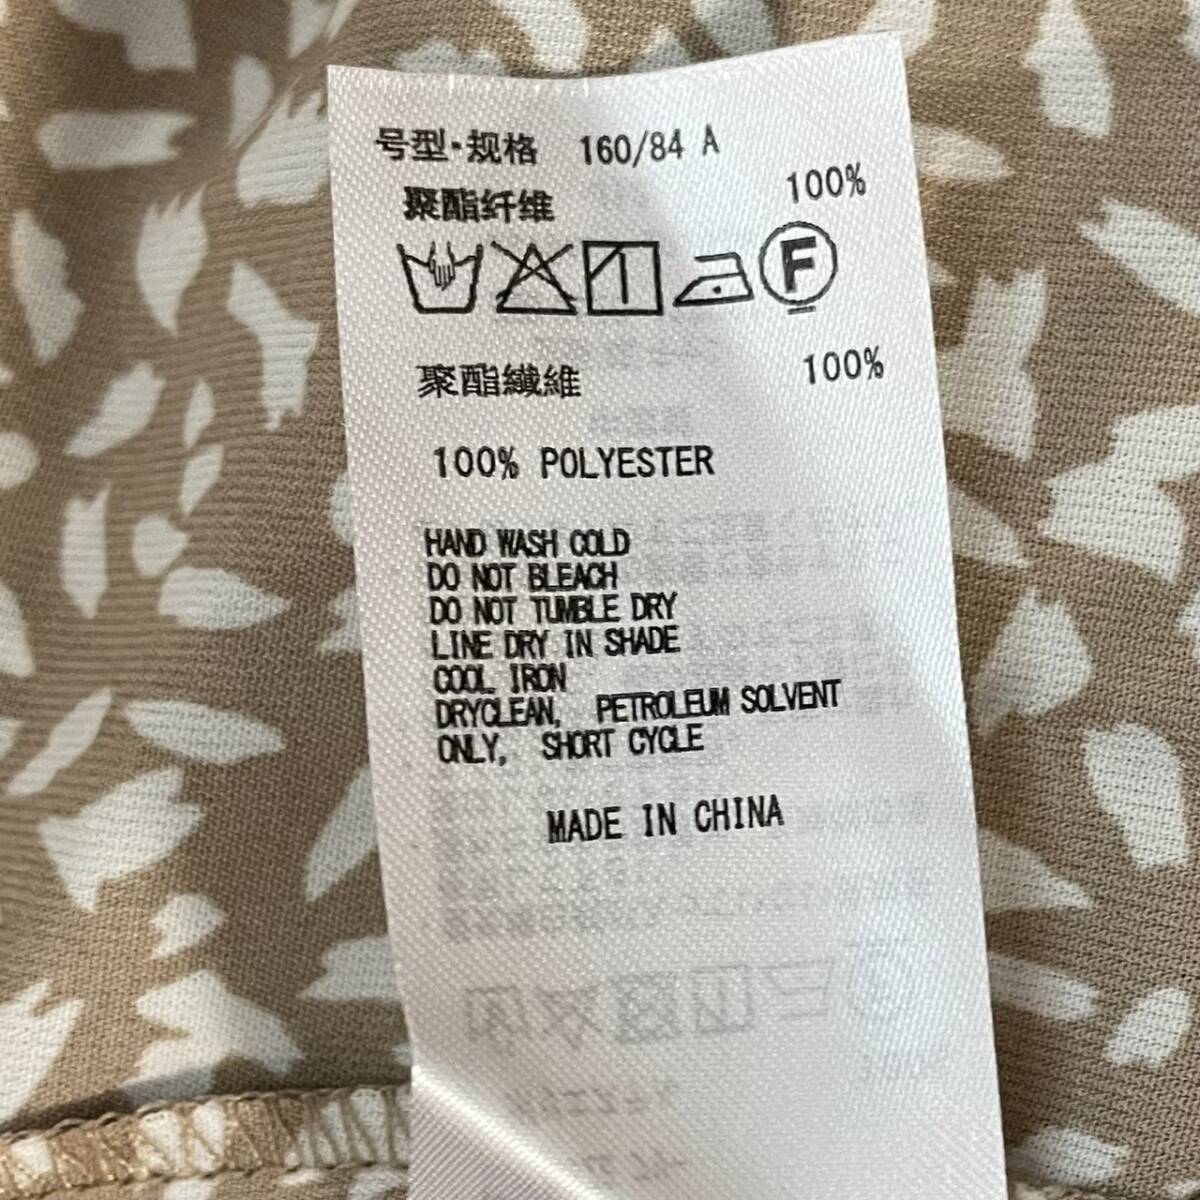 号型·规格 160/84 A
聚酯纤维 100%
F
聚酯纖維 100%
100% POLYESTER
HAND WASH COLD
DO NOT BLEACH
DO NOT TUMBLE DRY
LINE DRY IN SHADE
COOL IRON
DRYCLEAN, PETROLEUM SOLVENT
ONLY, SHORT CYCLE
MADE IN CHINA